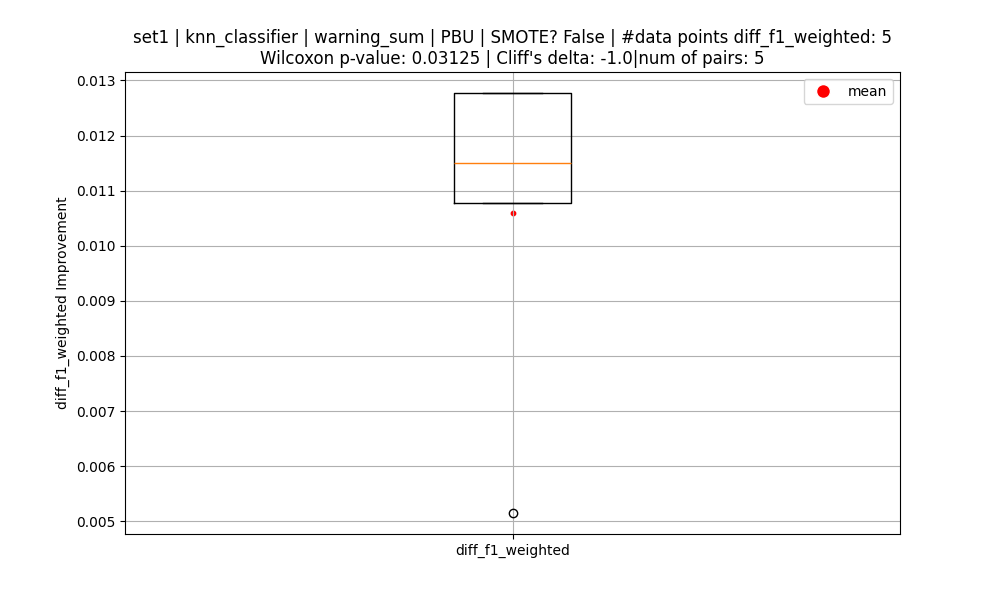 set1 | knn_classifier | warning_sum | PBU | SMOTE? False | #data points diff_f1_weighted: 5
Wilcoxon p-value: 0.03125 | Cliff's delta: -1.0|num of pairs: 5
mean
0.013
0.012
0.011
0.010
0.009
0.008
0.007
0.006
0.005
diff_f1_weighted Improvement
diff_f1_weighted